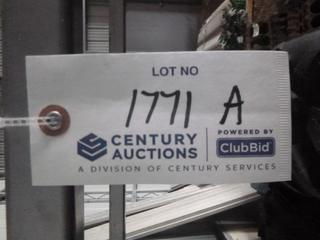 LOT NO
1771 A
CENTURY AUCTIONS
POWERED BY ClubBid
A DIVISION OF CENTURY SERVICES